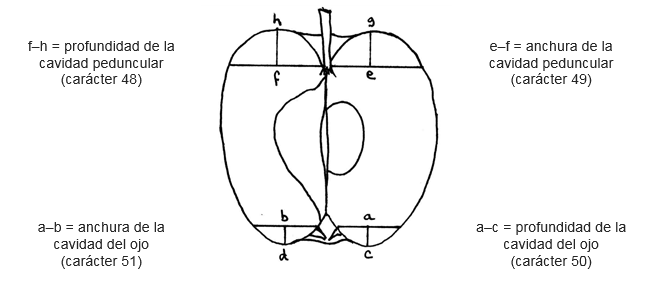 f–h = profundidad de la
cavidad peduncular
(carácter 48)
h
g
e–f = anchura de la
cavidad peduncular
(carácter 49)
f
e
a–b = anchura de la
cavidad del ojo
(carácter 51)
b
a
d
c
a–c = profundidad de la
cavidad del ojo
(carácter 50)